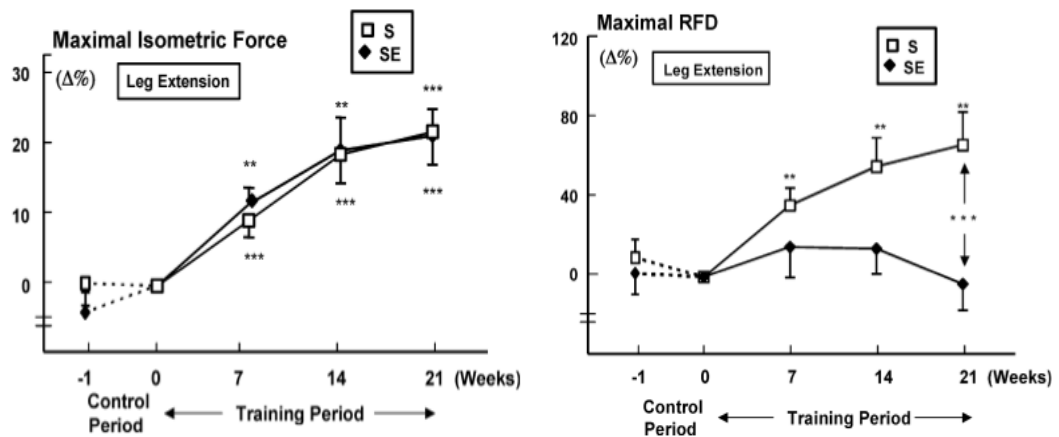 Maximal Isometric Force
(Δ%)
Leg Extension
S
SE
30
20
10
0
**
***
**
***
***
***
-1 0 7 14 21 (Weeks)
Control Period
Training Period
Maximal RFD
(Δ%)
Leg Extension
S
SE
120
80
40
0
**
**
**
***
-1 0 7 14 21 (Weeks)
Control Period
Training Period